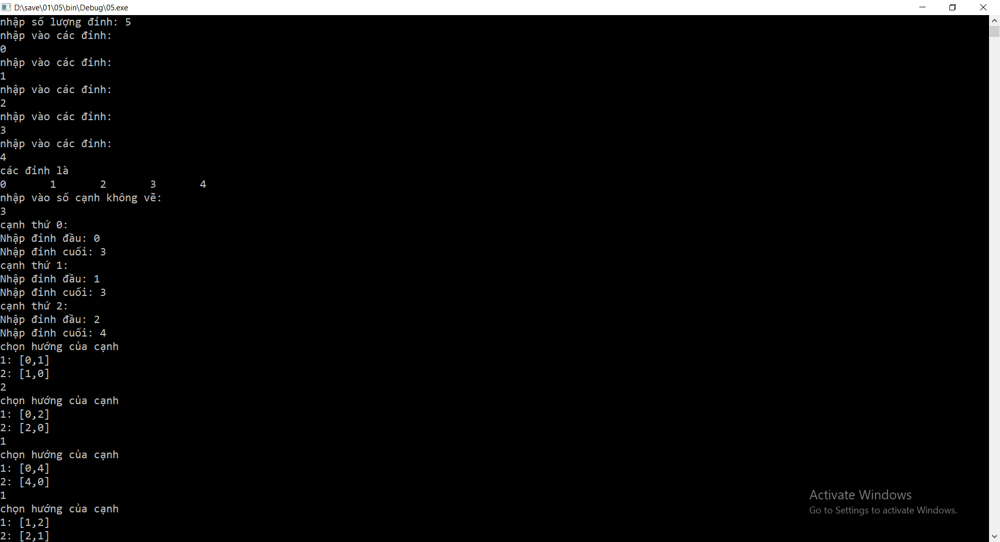 D:\save\01\05\bin\Debug\05.exe
nhập số lượng đỉnh: 5
nhập vào các đỉnh:
0
nhập vào các đỉnh:
1
nhập vào các đỉnh:
2
nhập vào các đỉnh:
3
nhập vào các đỉnh:
4
các đỉnh là
0 1 2 3 4
nhập vào số cạnh không vẽ:
3
cạnh thứ 0:
Nhập đỉnh đầu: 0
Nhập đỉnh cuối: 3
cạnh thứ 1:
Nhập đỉnh đầu: 1
Nhập đỉnh cuối: 3
cạnh thứ 2:
Nhập đỉnh đầu: 2
Nhập đỉnh cuối: 4
chọn hướng của cạnh
1: [0,1]
2: [1,0]
2
chọn hướng của cạnh
1: [0,2]
2: [2,0]
1
chọn hướng của cạnh
1: [0,4]
2: [4,0]
1
chọn hướng của cạnh
1: [1,2]
2: [2,1]
Activate Windows
Go to Settings to activate Windows.